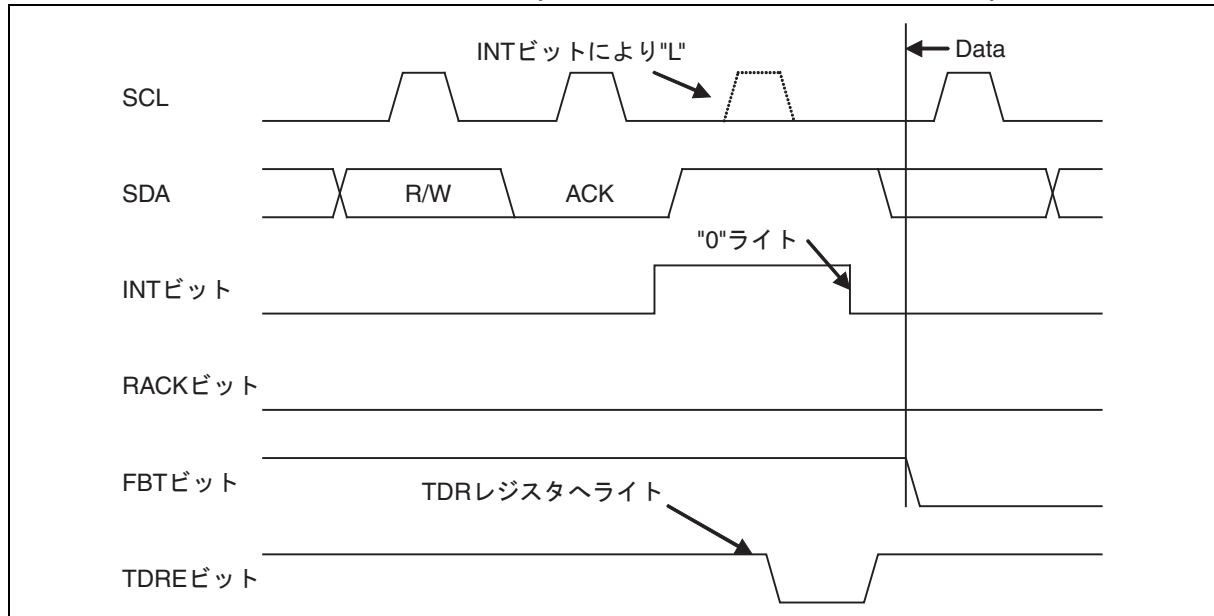 INTビットにより"L"
Data
SCL
SDA
R/W
ACK
"0"ライト
INTビット
RACKビット
FBTビット
TDRレジスタへライト
TDREビット